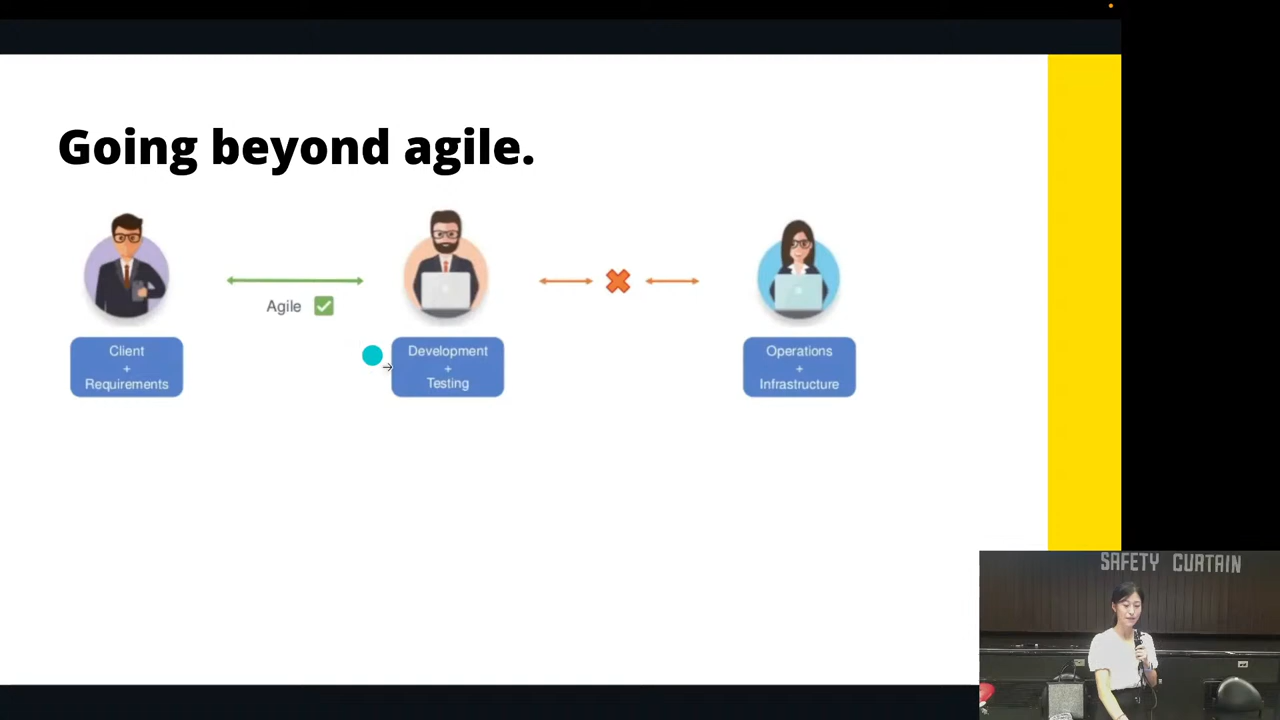 Going beyond agile.
Agile
Client
+
Requirements
Development
+
Testing
Operations
+
Infrastructure
SAFETY CURTAIN